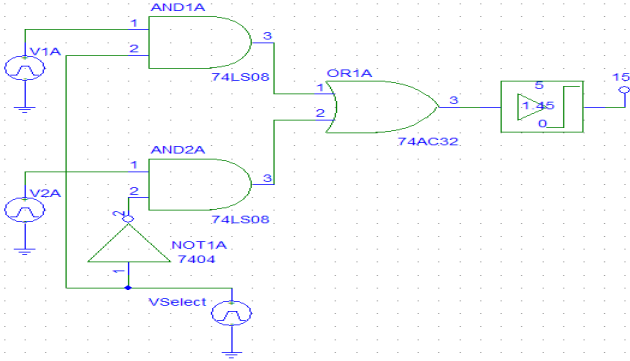 AND1A
1
V1A
2
3
74LS08
OR1A
1
2
3
74AC32
5
1.45
0
15
AND2A
1
V2A
2
3
74LS08
2
NOT1A
7404
1
VSelect